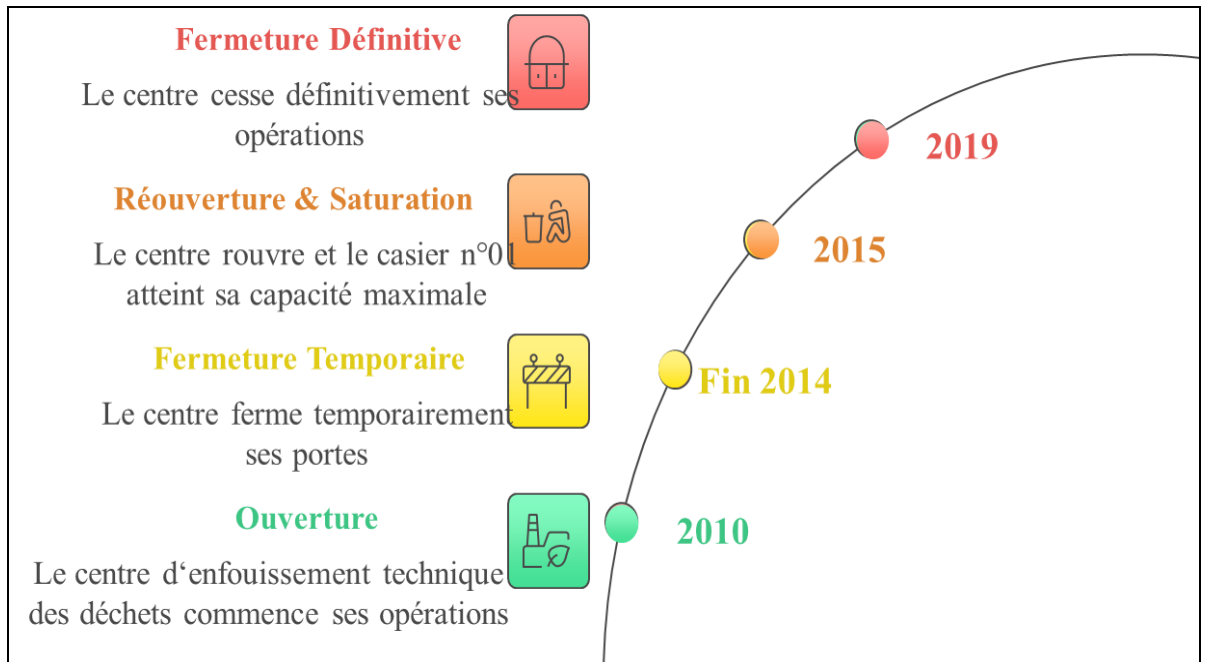 Fermeture Définitive
Le centre cesse définitivement ses
opérations
2019
Réouverture & Saturation
Le centre rouvre et le casier n°01
atteint sa capacité maximale
2015
Fermeture Temporaire
Le centre ferme temporairement
ses portes
Fin 2014
Ouverture
Le centre d‘enfouissement technique
des déchets commence ses opérations
2010